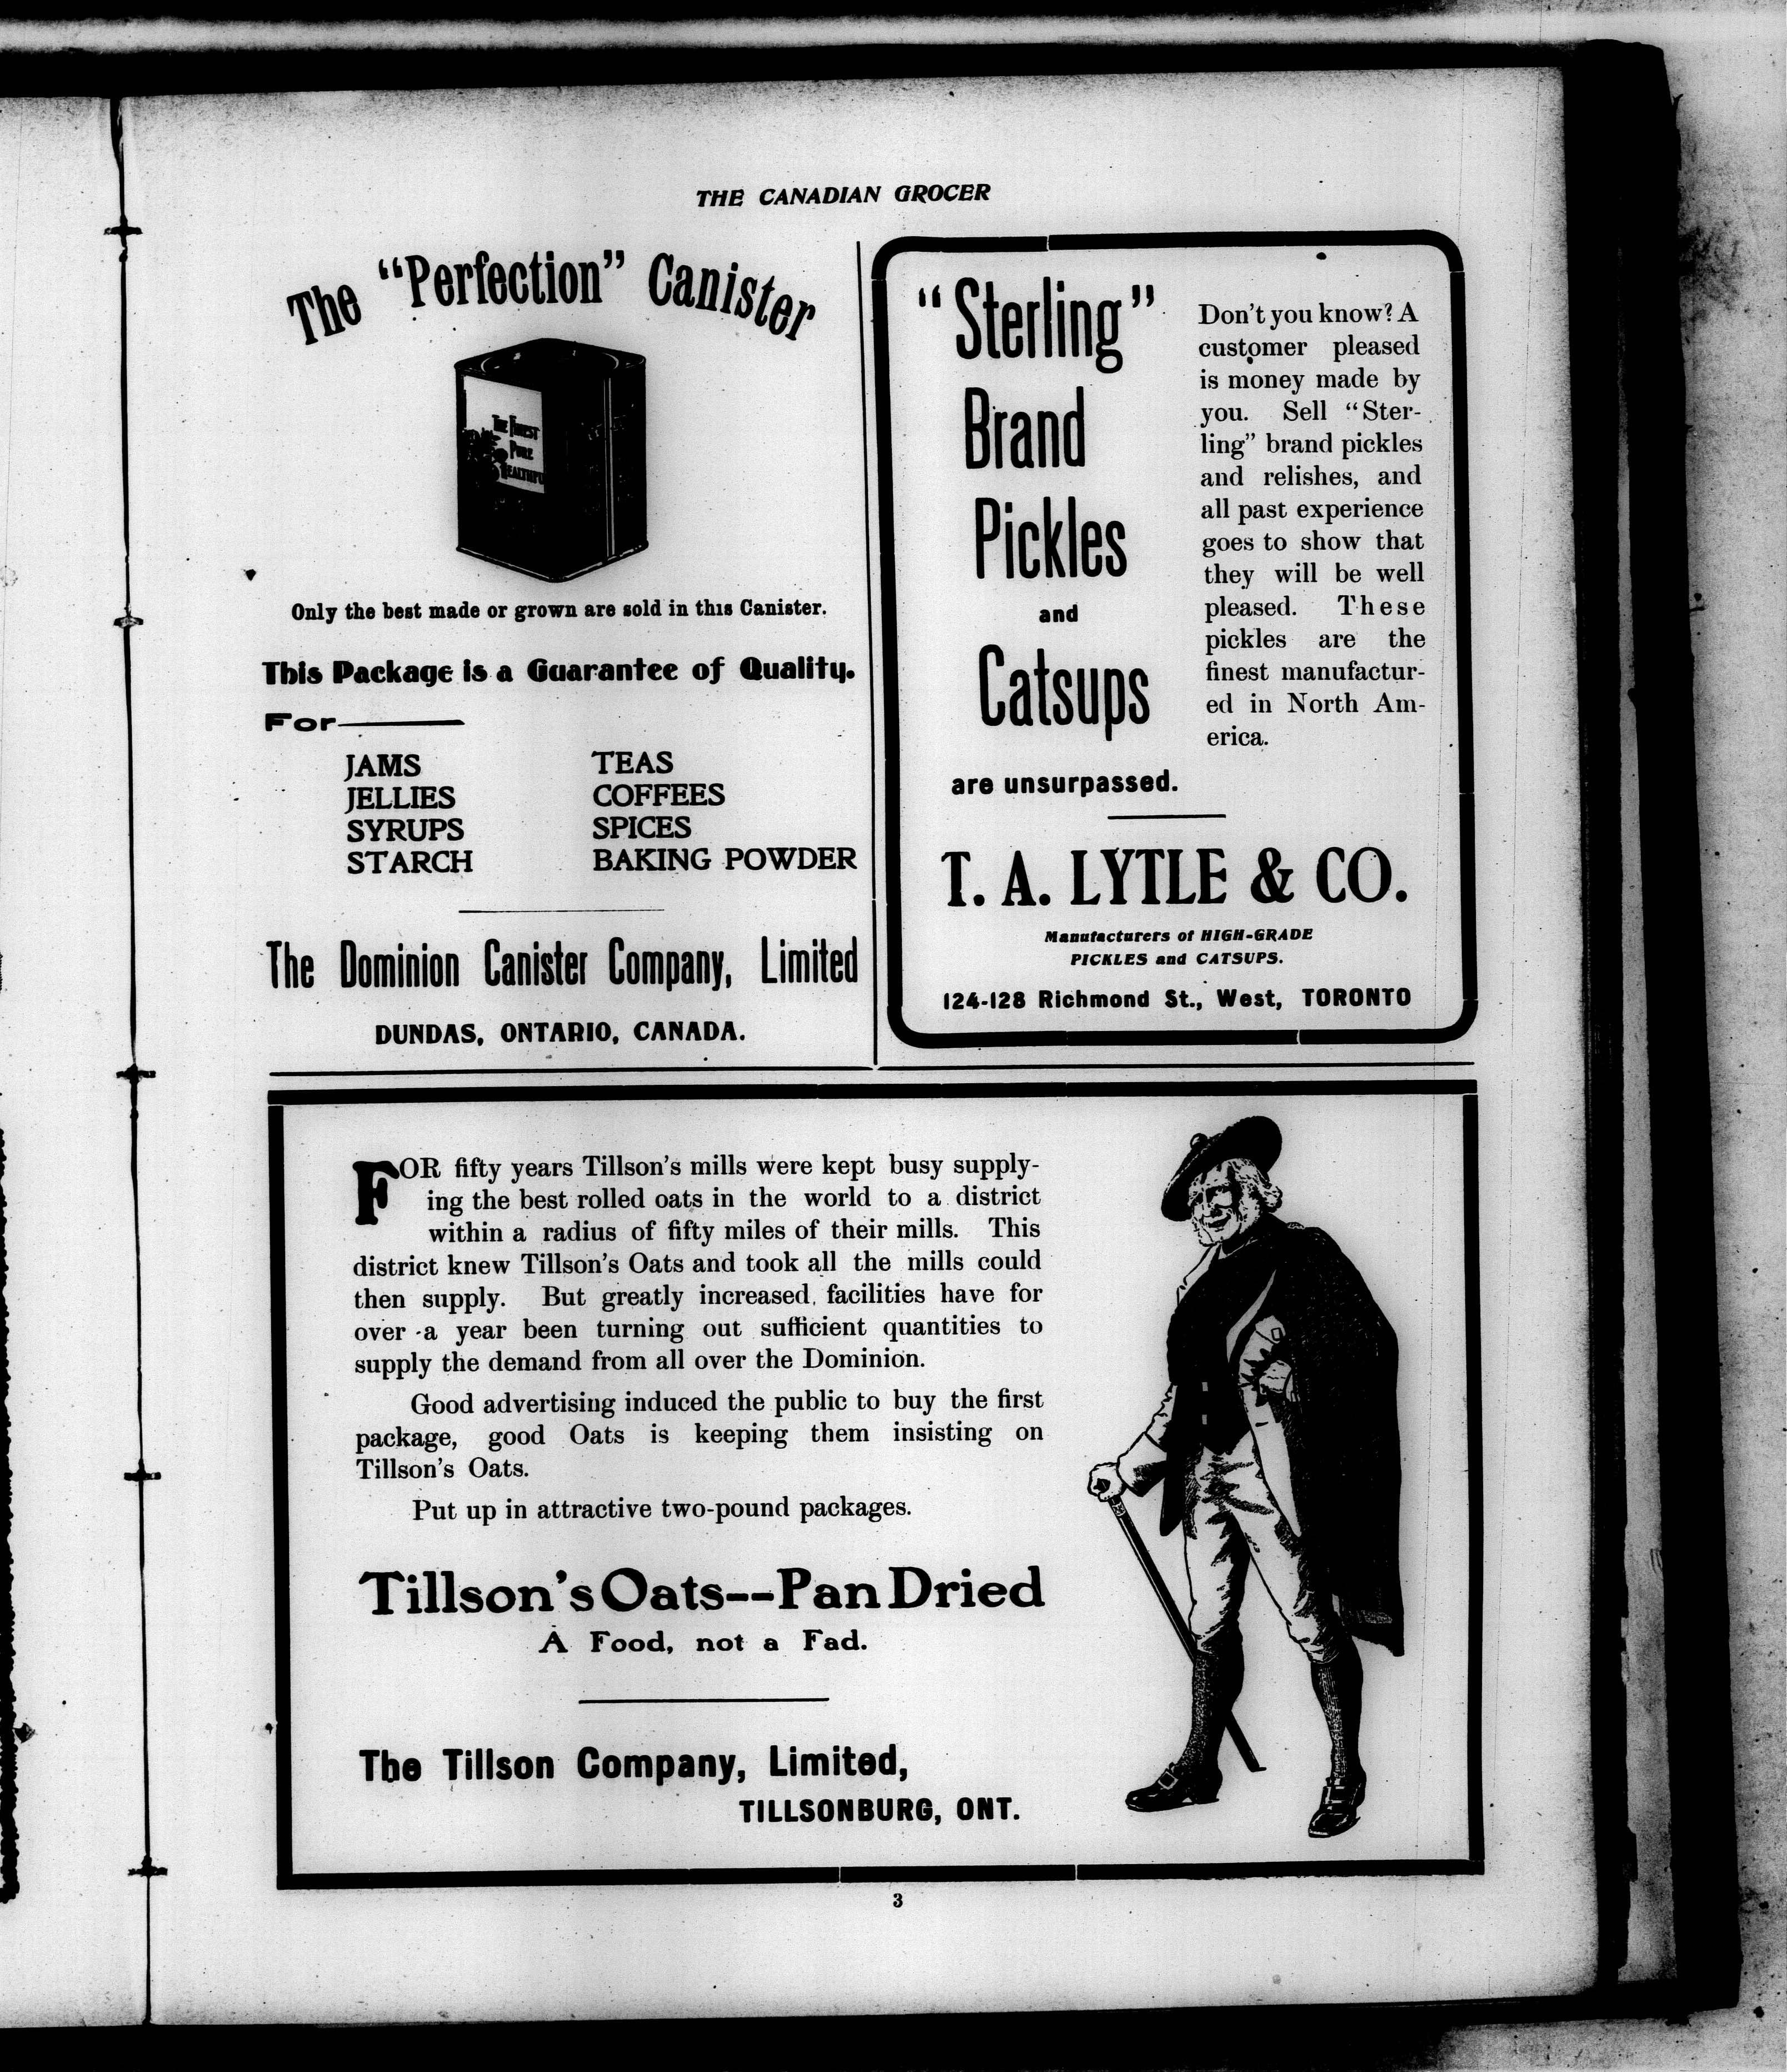 THE CANADIAN GROCER
The "Perfection" Canister
THE FINEST
PURE
HEALTHFUL
Only the best made or grown are sold in this Canister.
This Package is a Guarantee of Quality.
For
JAMS
JELLIES
SYRUPS
STARCH
TEAS
COFFEES
SPICES
BAKING POWDER
The Dominion Canister Company, Limited
DUNDAS, ONTARIO, CANADA.
"Sterling"
Brand
Pickles
and
Catsups
are unsurpassed.
Don't you know? A
customer pleased
is money made by
you. Sell "Ster-
ling" brand pickles
and relishes, and
all past experience
goes to show that
they will be well
pleased. These
pickles are the
finest manufactur-
ed in North Am-
erica.
T. A. LYTLE & CO.
Manufacturers of HIGH-GRADE
PICKLES and CATSUPS.
124-128 Richmond St., West, TORONTO
FOR fifty years Tillson's mills were kept busy supply-
ing the best rolled oats in the world to a district
within a radius of fifty miles of their mills. This
district knew Tillson's Oats and took all the mills could
then supply. But greatly increased facilities have for
over a year been turning out sufficient quantities to
supply the demand from all over the Dominion.
Good advertising induced the public to buy the first
package, good Oats is keeping them insisting on
Tillson's Oats.
Put up in attractive two-pound packages.
Tillson's Oats--Pan Dried
A Food, not a Fad.
The Tillson Company, Limited,
TILLSONBURG, ONT.
3